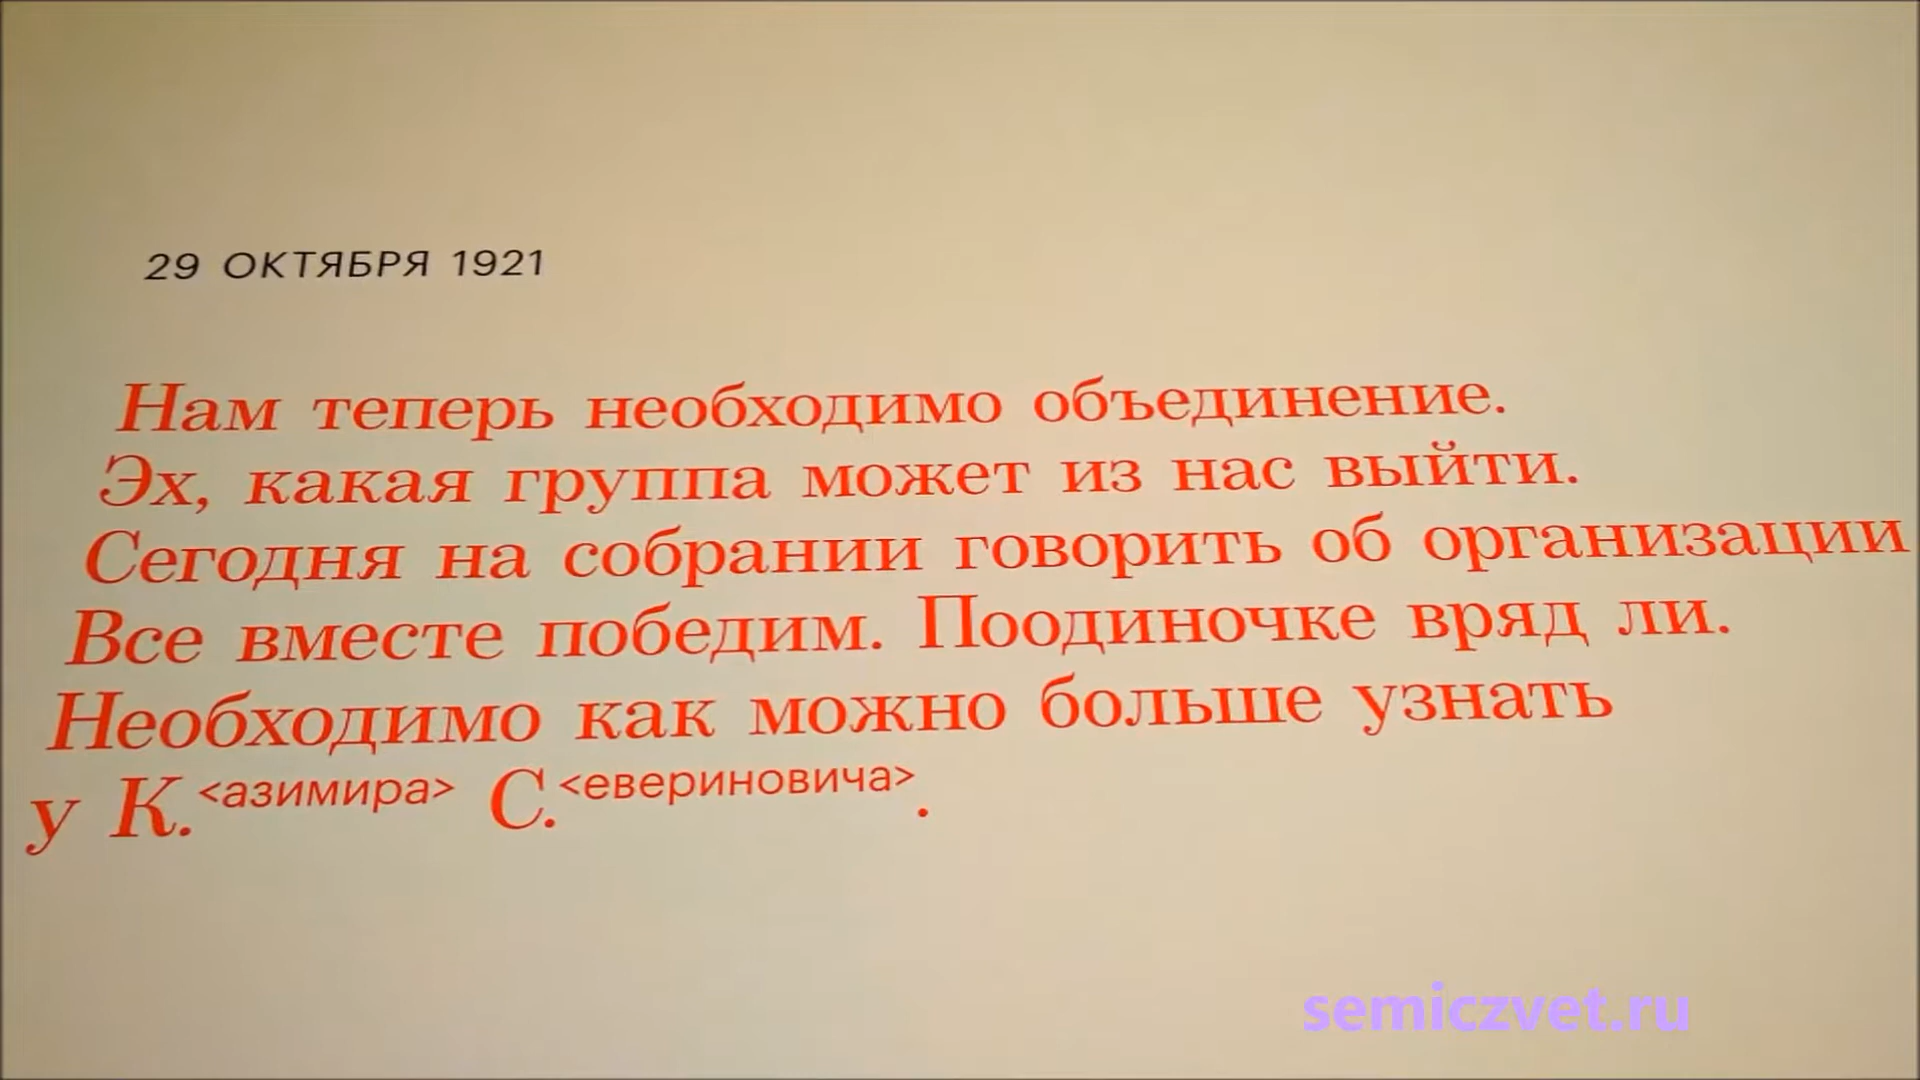 29 ОКТЯБРЯ 1921
Нам теперь необходимо объединение.
Эх, какая группа может из нас выйти.
Сегодня на собрании говорить об организации
Все вместе победим. Поодиночке вряд ли.
Необходимо как можно больше узнать
у К.<азимира> С.<евериновича>.
semiczvet.ru